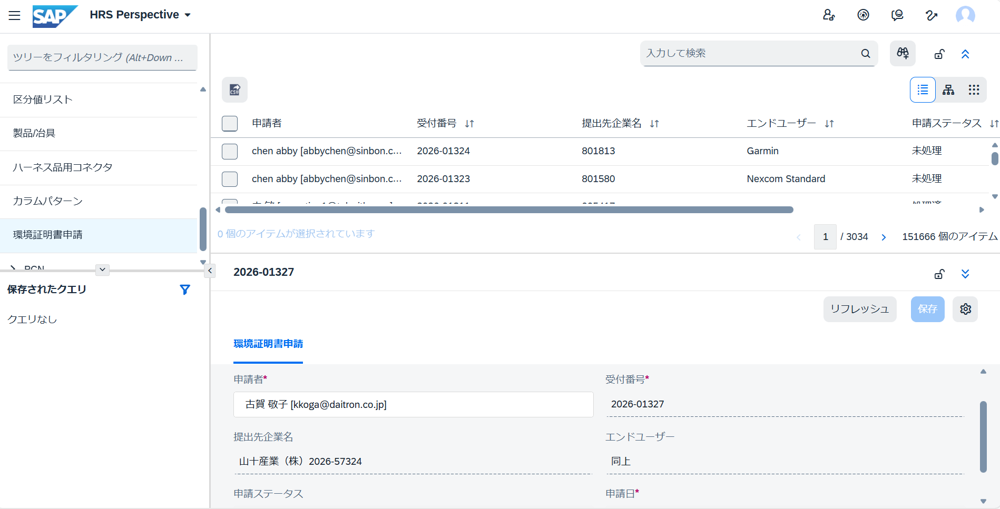 SAP HRS Perspective
ツリーをフィルタリング (Alt+Down ...
区分値リスト
製品/冶具
ハーネス品用コネクタ
カラムパターン
環境証明書申請
保存されたクエリ
クエリなし
入力して検索
CSV
申請者 受付番号 提出先企業名 エンドユーザー 申請ステータス
chen abby [abbychen@sinbon.c... 2026-01324 801813 Garmin 未処理
chen abby [abbychen@sinbon.c... 2026-01323 801580 Nexcom Standard 未処理
0 個のアイテムが選択されています
1 / 3034 151666 個のアイテム
2026-01327
リフレッシュ 保存
環境証明書申請
申請者* 受付番号*
古賀 敬子 [kkoga@daitron.co.jp] 2026-01327
提出先企業名 エンドユーザー
山十産業（株）2026-57324 同上
申請ステータス 申請日*